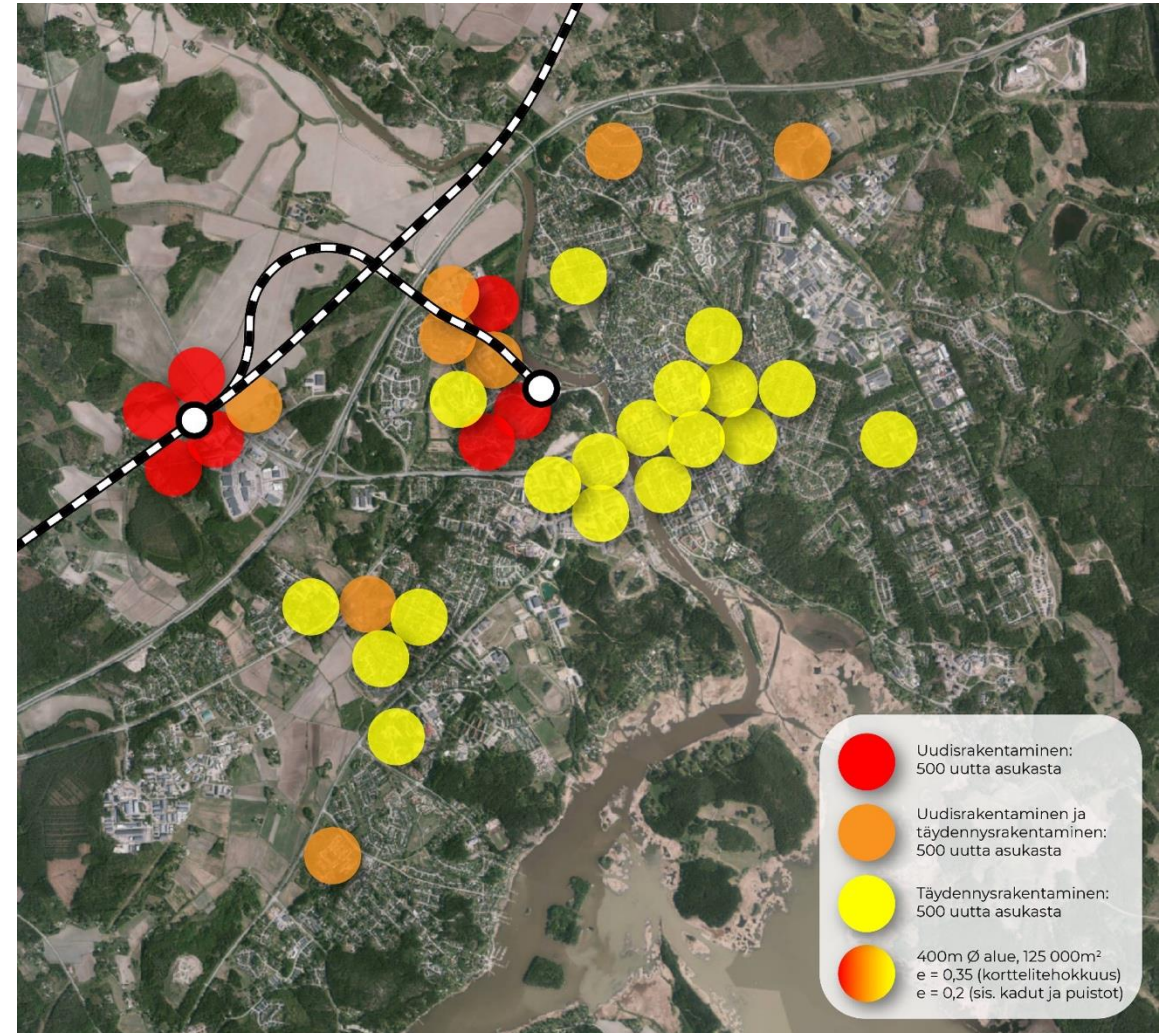 Uudisrakentaminen:
500 uutta asukasta
Uudisrakentaminen ja
täydennysrakentaminen:
500 uutta asukasta
Täydennysrakentaminen:
500 uutta asukasta
400m Ø alue, 125 000m²
e = 0,35 (korttelitehokkuus)
e = 0,2 (sis. kadut ja puistot)